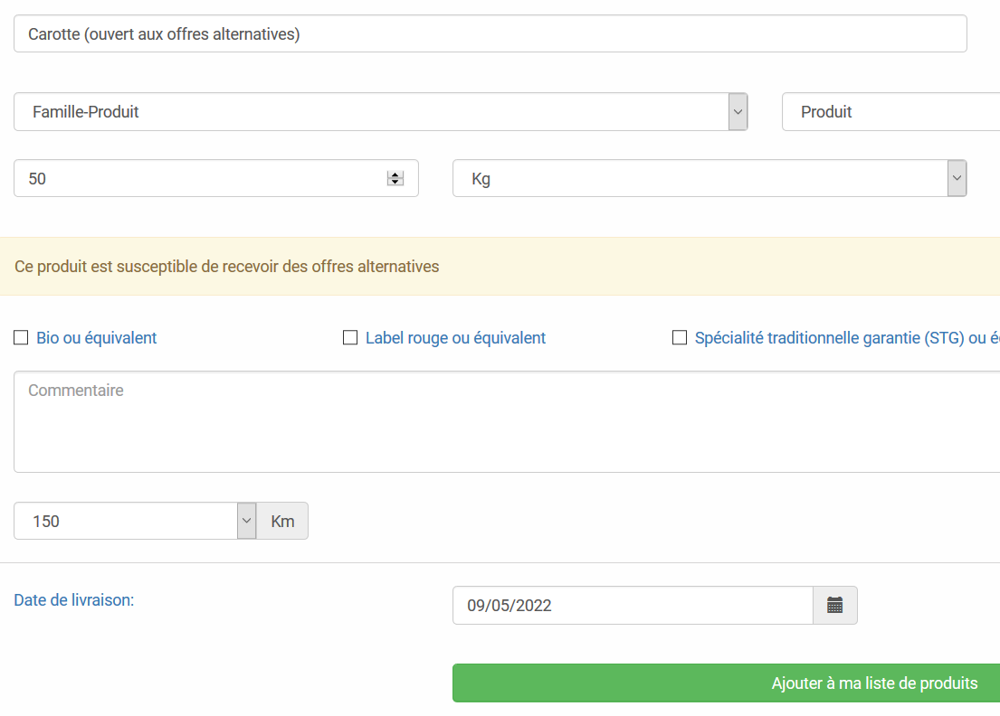 Carotte (ouvert aux offres alternatives)
Famille-Produit
Produit
50
Kg
Ce produit est susceptible de recevoir des offres alternatives
Bio ou équivalent
Label rouge ou équivalent
Spécialité traditionnelle garantie (STG) ou
Commentaire
150
Km
Date de livraison:
09/05/2022
Ajouter à ma liste de produits